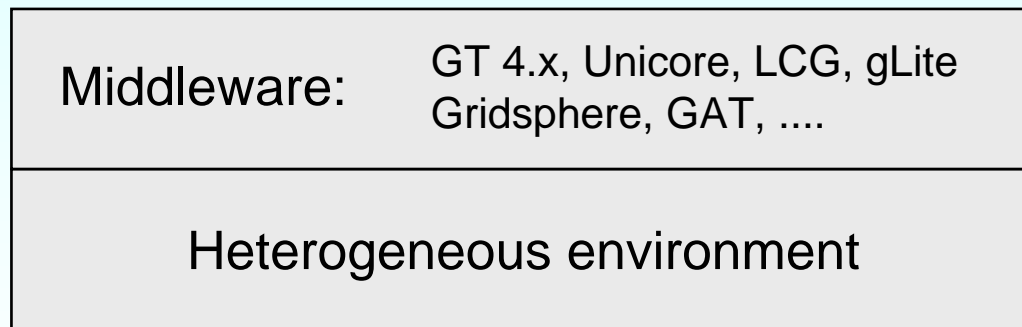 Middleware:
GT 4.x, Unicore, LCG, gLite
Gridsphere, GAT, ....
Heterogeneous environment